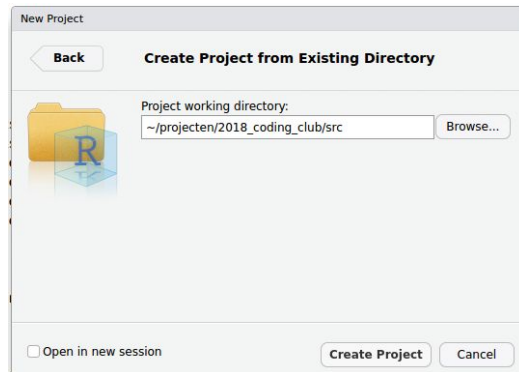 New Project
Back
Create Project from Existing Directory
Project working directory:
~/projecten/2018_coding_club/src
Browse...
R
Open in new session
Create Project
Cancel